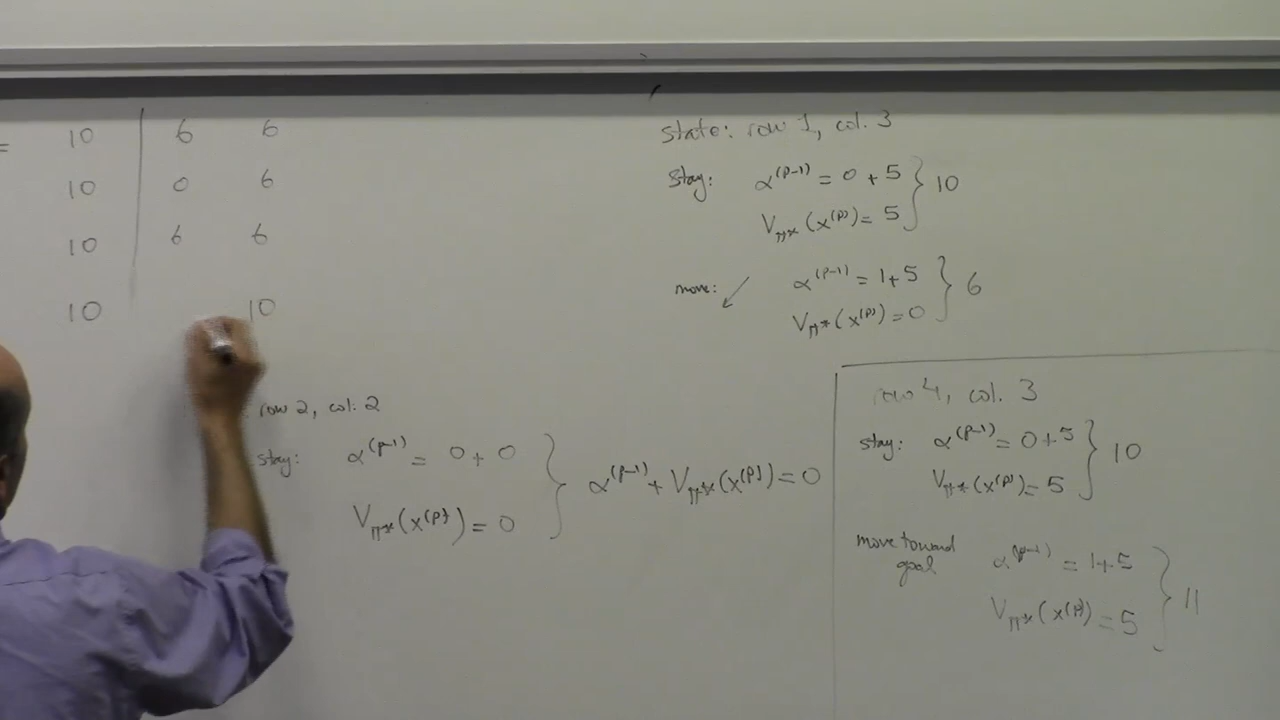 = 10 | 6 6
10 | 0 6
10 | 6 6
10 10
state: row 1, col. 3
stay: α^(P-1) = 0 + 5 } 10
V_π*(x^(P)) = 5
move: ↙ α^(P-1) = 1+5 } 6
V_π*(x^(P)) = 0
row 2, col. 2
stay: α^(P-1) = 0 + 0 } α^(P-1) + V_π*(x^(P)) = 0
V_π*(x^(P)) = 0
row 4, col. 3
stay: α^(P-1) = 0+5 } 10
V_π*(x^(P)) = 5
move toward
goal α^(P-1) = 1+5 } 11
V_π*(x^(P)) = 5